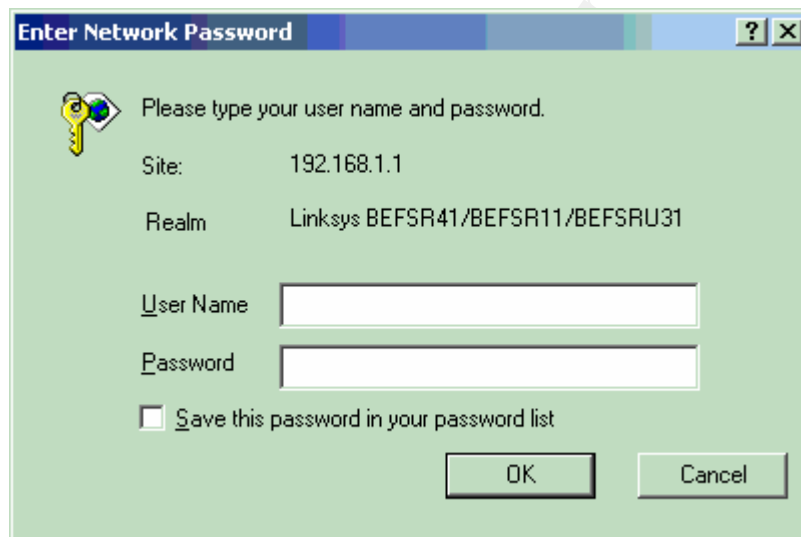 Enter Network Password
Please type your user name and password.
Site: 192.168.1.1
Realm Linksys BEFSR41/BEFSR11/BEFSRU31
User Name
Password
Save this password in your password list
OK Cancel